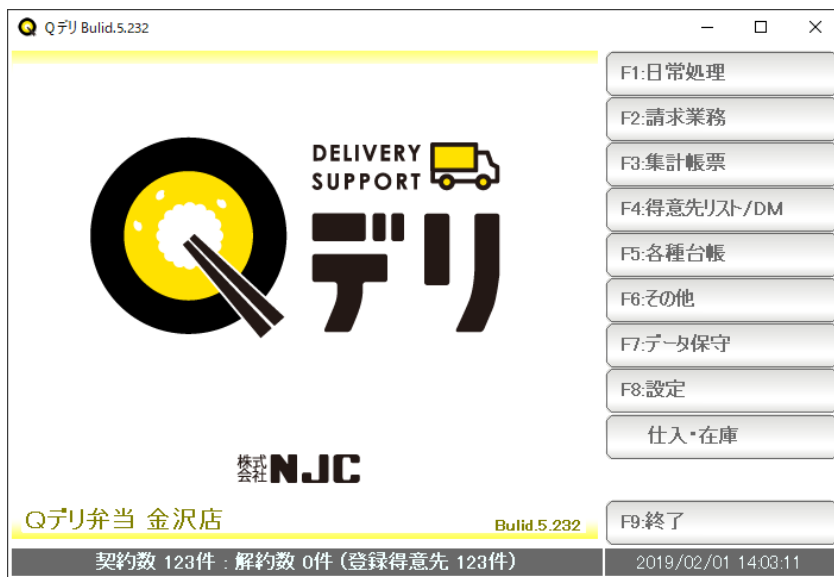 Qデリ Bulid.5.232
F1:日常処理
F2:請求業務
F3:集計帳票
F4:得意先リスト/DM
F5:各種台帳
F6:その他
F7:データ保守
F8:設定
仕入・在庫
F9:終了
DELIVERY
SUPPORT
Qデリ
株式
会社NJC
Qデリ弁当 金沢店
Bulid.5.232
契約数 123件 : 解約数 0件 (登録得意先 123件)
2019/02/01 14:03:11